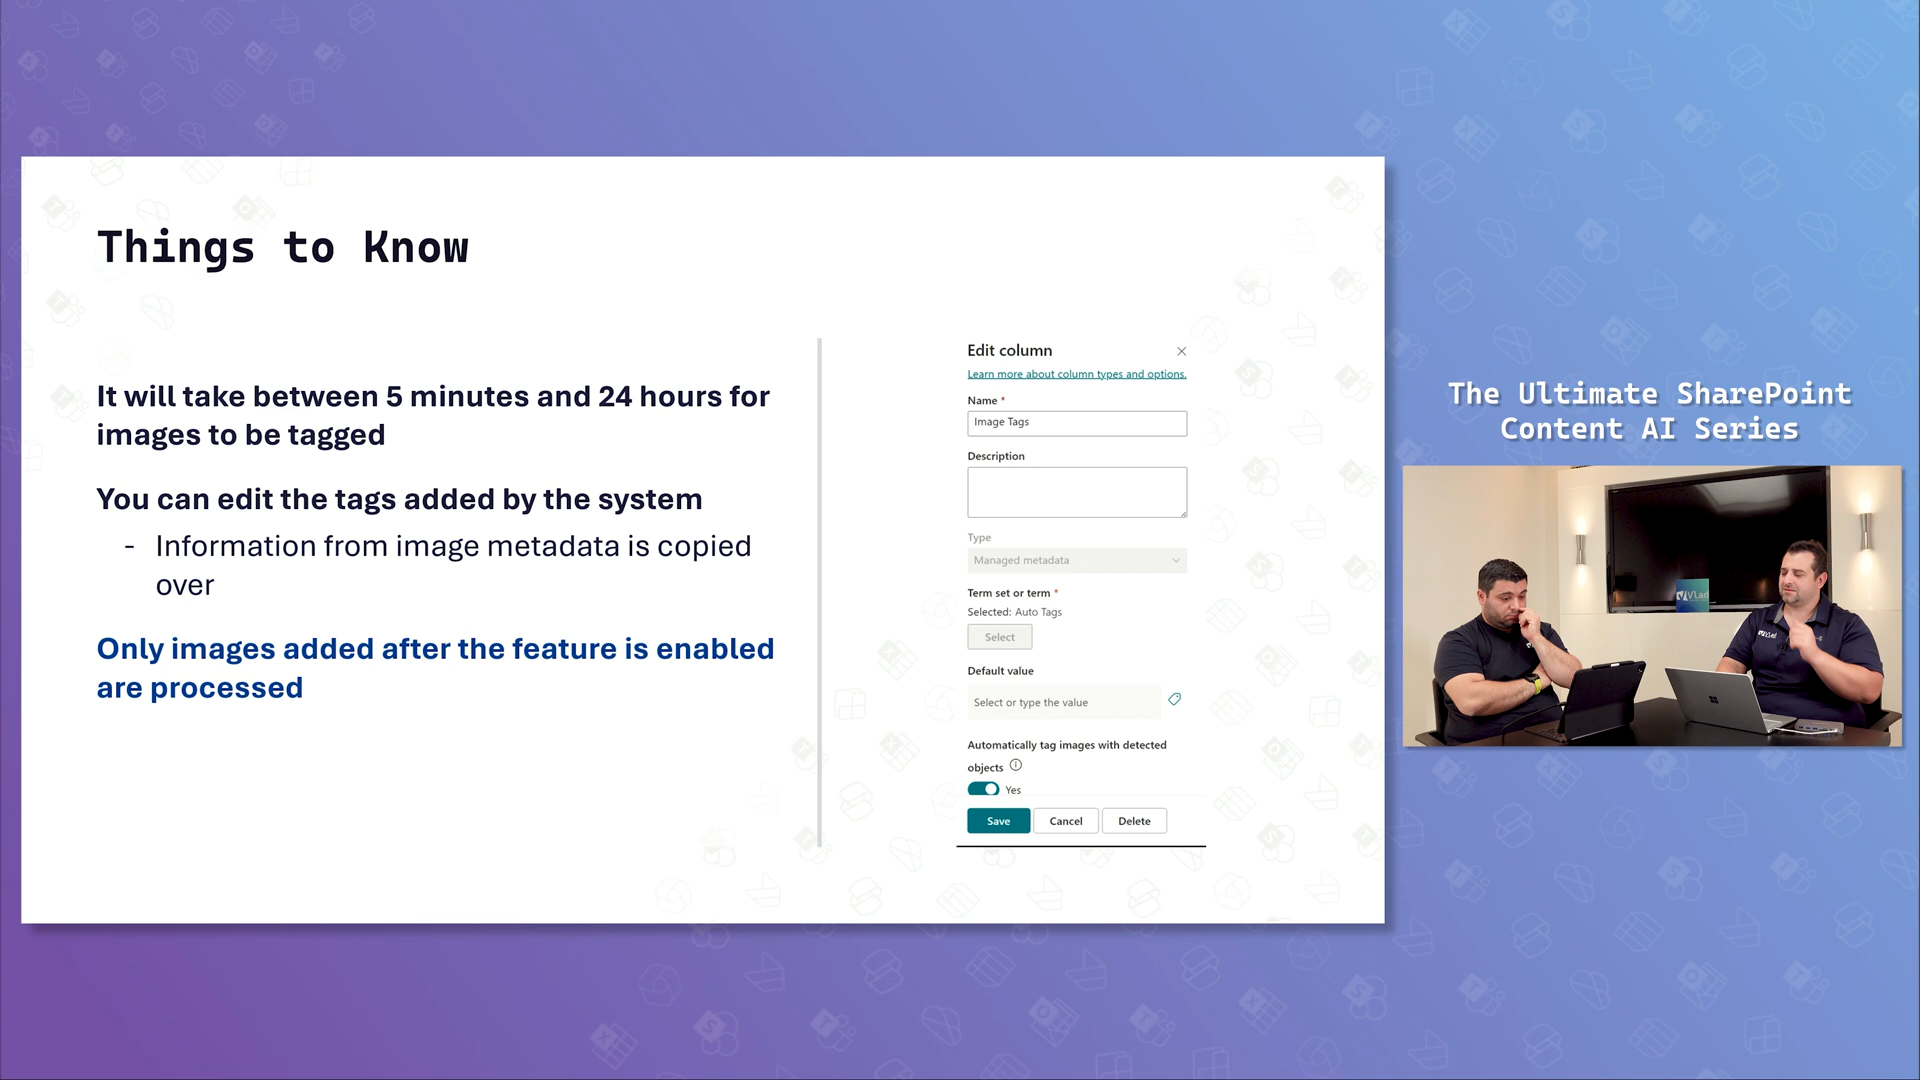 Things to Know
It will take between 5 minutes and 24 hours for
images to be tagged
You can edit the tags added by the system
- Information from image metadata is copied
over
Only images added after the feature is enabled
are processed
Edit column
Learn more about column types and options.
Name *
Image Tags
Description
Type
Managed metadata
Term set or term *
Selected: Auto Tags
Select
Default value
Select or type the value
Automatically tag images with detected
objects
Yes
Save Cancel Delete
The Ultimate SharePoint
Content AI Series
Vlad